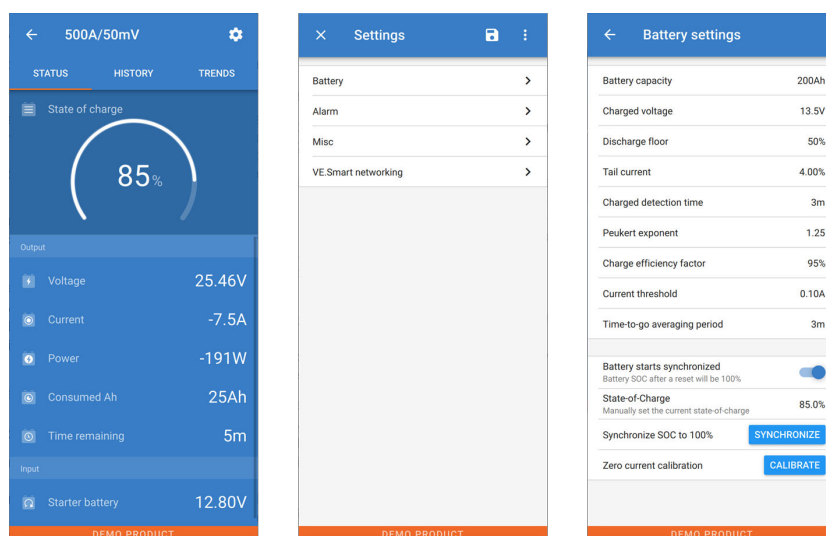 500A/50mV
STATUS HISTORY TRENDS
State of charge
85%
Output
Voltage 25.46V
Current -7.5A
Power -191W
Consumed Ah 25Ah
Time remaining 5m
Input
Starter battery 12.80V
DEMO PRODUCT
Settings
Battery
Alarm
Misc
VE.Smart networking
DEMO PRODUCT
Battery settings
Battery capacity 200Ah
Charged voltage 13.5V
Discharge floor 50%
Tail current 4.00%
Charged detection time 3m
Peukert exponent 1.25
Charge efficiency factor 95%
Current threshold 0.10A
Time-to-go averaging period 3m
Battery starts synchronized
Battery SOC after a reset will be 100%
State-of-Charge 85.0%
Manually set the current state-of-charge
Synchronize SOC to 100% SYNCHRONIZE
Zero current calibration CALIBRATE
DEMO PRODUCT